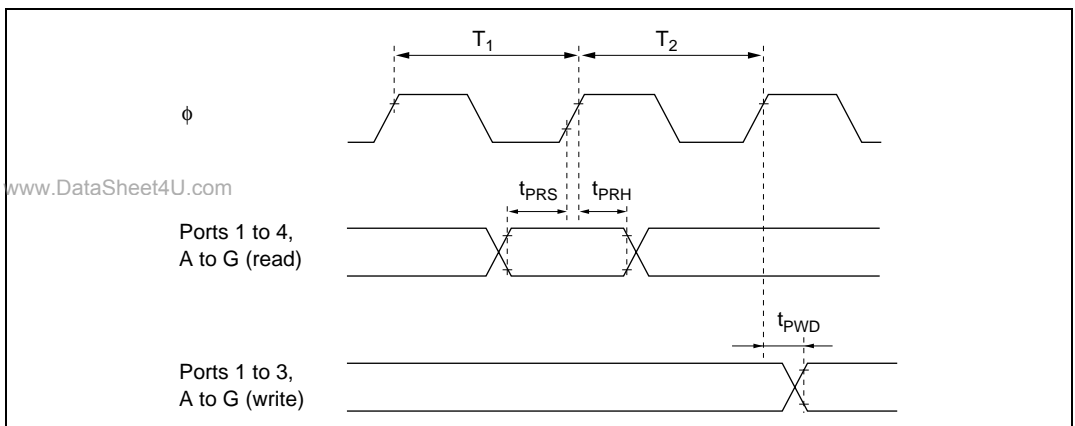 T₁ T₂
φ
www.DataSheet4U.com
tPRS tPRH
Ports 1 to 4,
A to G (read)
tPWD
Ports 1 to 3,
A to G (write)